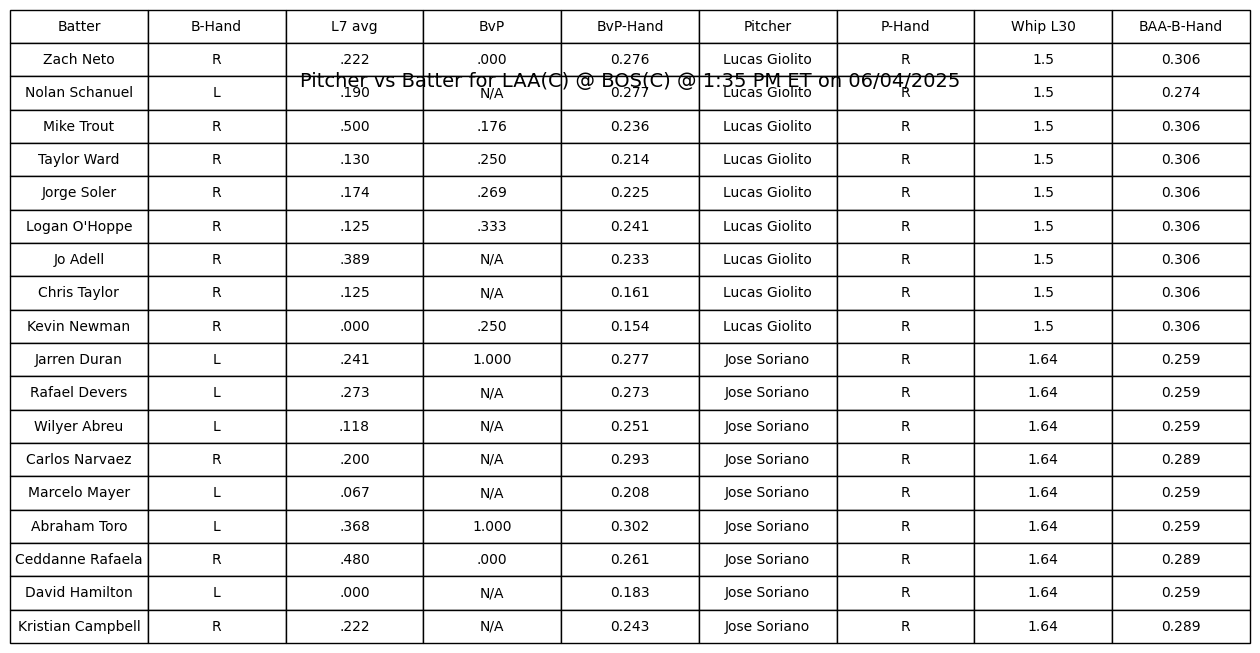 Batter B-Hand L7 avg BvP BvP-Hand Pitcher P-Hand Whip L30 BAA-B-Hand
Zach Neto R .222 .000 0.276 Lucas Giolito R 1.5 0.306
Pitcher vs Batter for LAA(C) @ BOS(C) @ 1:35 PM ET on 06/04/2025
Nolan Schanuel L .190 N/A 0.277 Lucas Giolito R 1.5 0.274
Mike Trout R .500 .176 0.236 Lucas Giolito R 1.5 0.306
Taylor Ward R .130 .250 0.214 Lucas Giolito R 1.5 0.306
Jorge Soler R .174 .269 0.225 Lucas Giolito R 1.5 0.306
Logan O'Hoppe R .125 .333 0.241 Lucas Giolito R 1.5 0.306
Jo Adell R .389 N/A 0.233 Lucas Giolito R 1.5 0.306
Chris Taylor R .125 N/A 0.161 Lucas Giolito R 1.5 0.306
Kevin Newman R .000 .250 0.154 Lucas Giolito R 1.5 0.306
Jarren Duran L .241 1.000 0.277 Jose Soriano R 1.64 0.259
Rafael Devers L .273 N/A 0.273 Jose Soriano R 1.64 0.259
Wilyer Abreu L .118 N/A 0.251 Jose Soriano R 1.64 0.259
Carlos Narvaez R .200 N/A 0.293 Jose Soriano R 1.64 0.289
Marcelo Mayer L .067 N/A 0.208 Jose Soriano R 1.64 0.259
Abraham Toro L .368 1.000 0.302 Jose Soriano R 1.64 0.259
Ceddanne Rafaela R .480 .000 0.261 Jose Soriano R 1.64 0.289
David Hamilton L .000 N/A 0.183 Jose Soriano R 1.64 0.259
Kristian Campbell R .222 N/A 0.243 Jose Soriano R 1.64 0.289